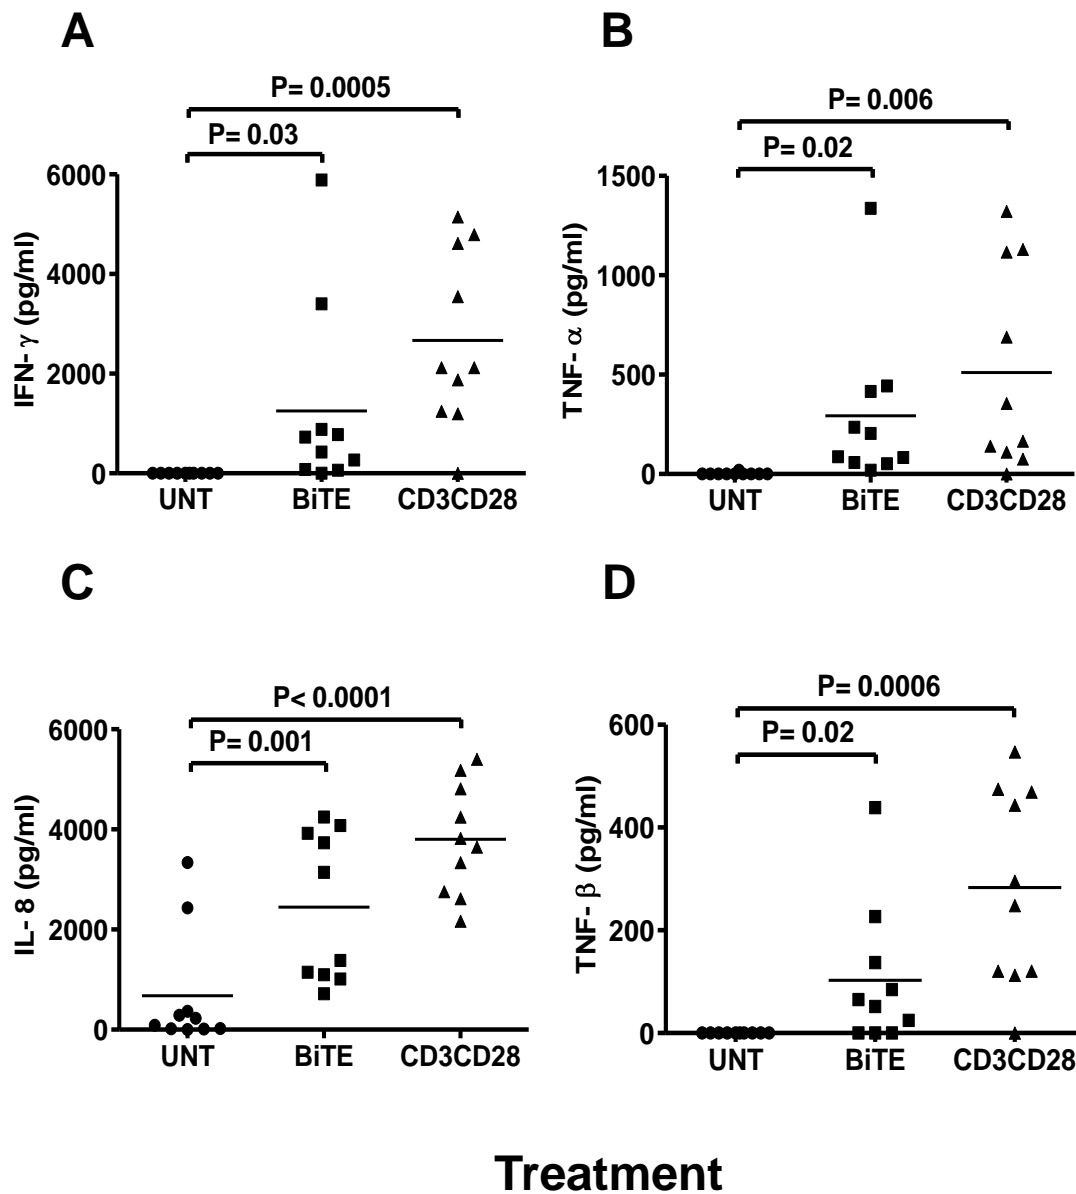 A
P= 0.0005
P= 0.03
IFN- γ (pg/ml)
6000
4000
2000
0
UNT BiTE CD3CD28
B
P= 0.006
P= 0.02
TNF- α (pg/ml)
1500
1000
500
0
UNT BiTE CD3CD28
C
P< 0.0001
P= 0.001
IL- 8 (pg/ml)
6000
4000
2000
0
UNT BiTE CD3CD28
D
P= 0.0006
P= 0.02
TNF- β (pg/ml)
600
400
200
0
UNT BiTE CD3CD28
Treatment